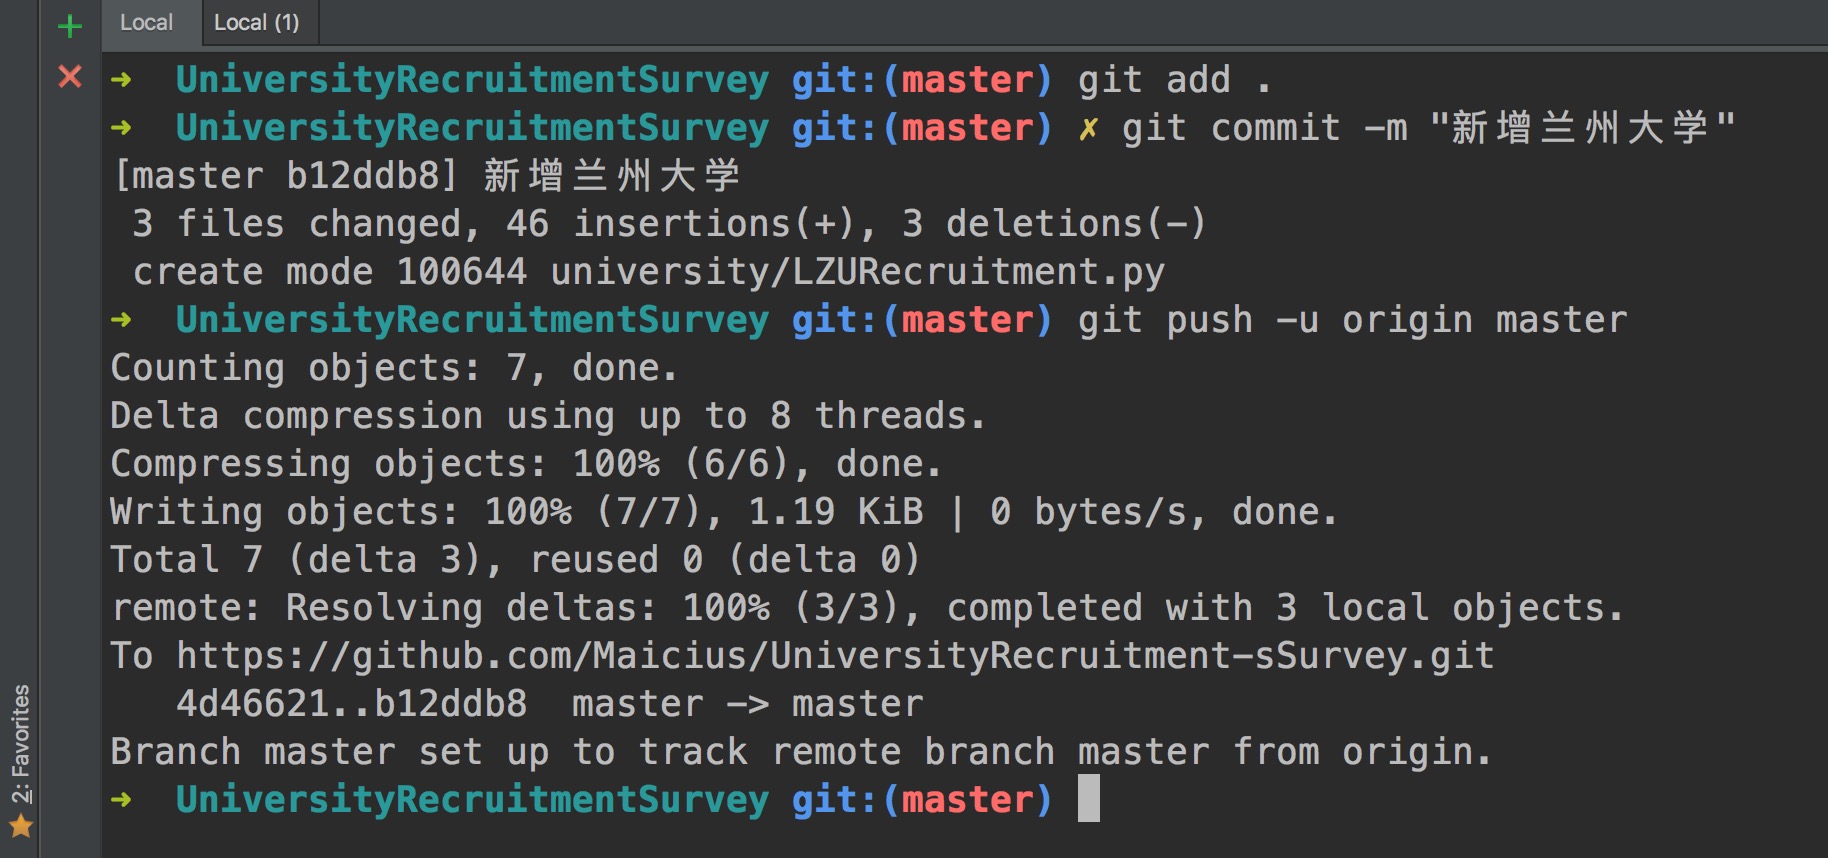 Local
Local (1)
➜ UniversityRecruitmentSurvey git:(master) git add .
➜ UniversityRecruitmentSurvey git:(master) ✗ git commit -m "新增兰州大学"
[master b12ddb8] 新增兰州大学
3 files changed, 46 insertions(+), 3 deletions(-)
create mode 100644 university/LZURecruitment.py
➜ UniversityRecruitmentSurvey git:(master) git push -u origin master
Counting objects: 7, done.
Delta compression using up to 8 threads.
Compressing objects: 100% (6/6), done.
Writing objects: 100% (7/7), 1.19 KiB | 0 bytes/s, done.
Total 7 (delta 3), reused 0 (delta 0)
remote: Resolving deltas: 100% (3/3), completed with 3 local objects.
To https://github.com/Maicius/UniversityRecruitment-sSurvey.git
4d46621..b12ddb8  master -> master
Branch master set up to track remote branch master from origin.
➜ UniversityRecruitmentSurvey git:(master)
2: Favorites